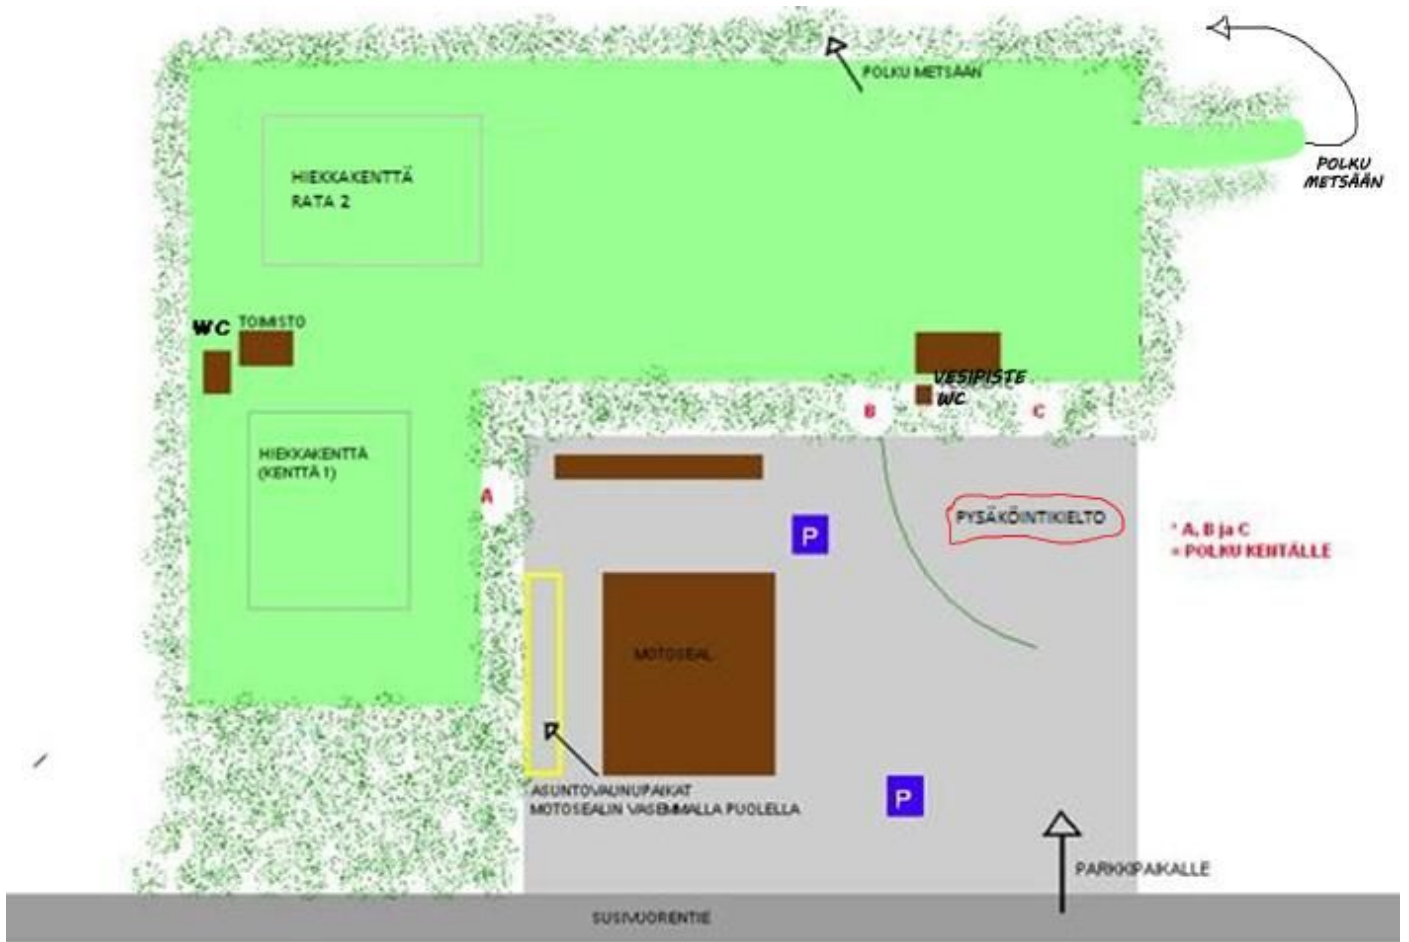 POLKU METSÄÄN
POLKU
METSÄÄN
HIEKKAKENTTÄ
RATA 2
WC
TOIMISTO
VESIPISTE
WC
B
C
HIEKKAKENTTÄ
(KENTTÄ 1)
A
PYSÄKÖINTIKIELTO
P
* A, B ja C
= POLKU KENTÄLLE
MOTOSEAL
ASUNTOVAUNUPAIKAT
MOTOSEALIN VASEMMALLA PUOLELLA
P
PARKKIPAIKALLE
SUSIVUORENTIE